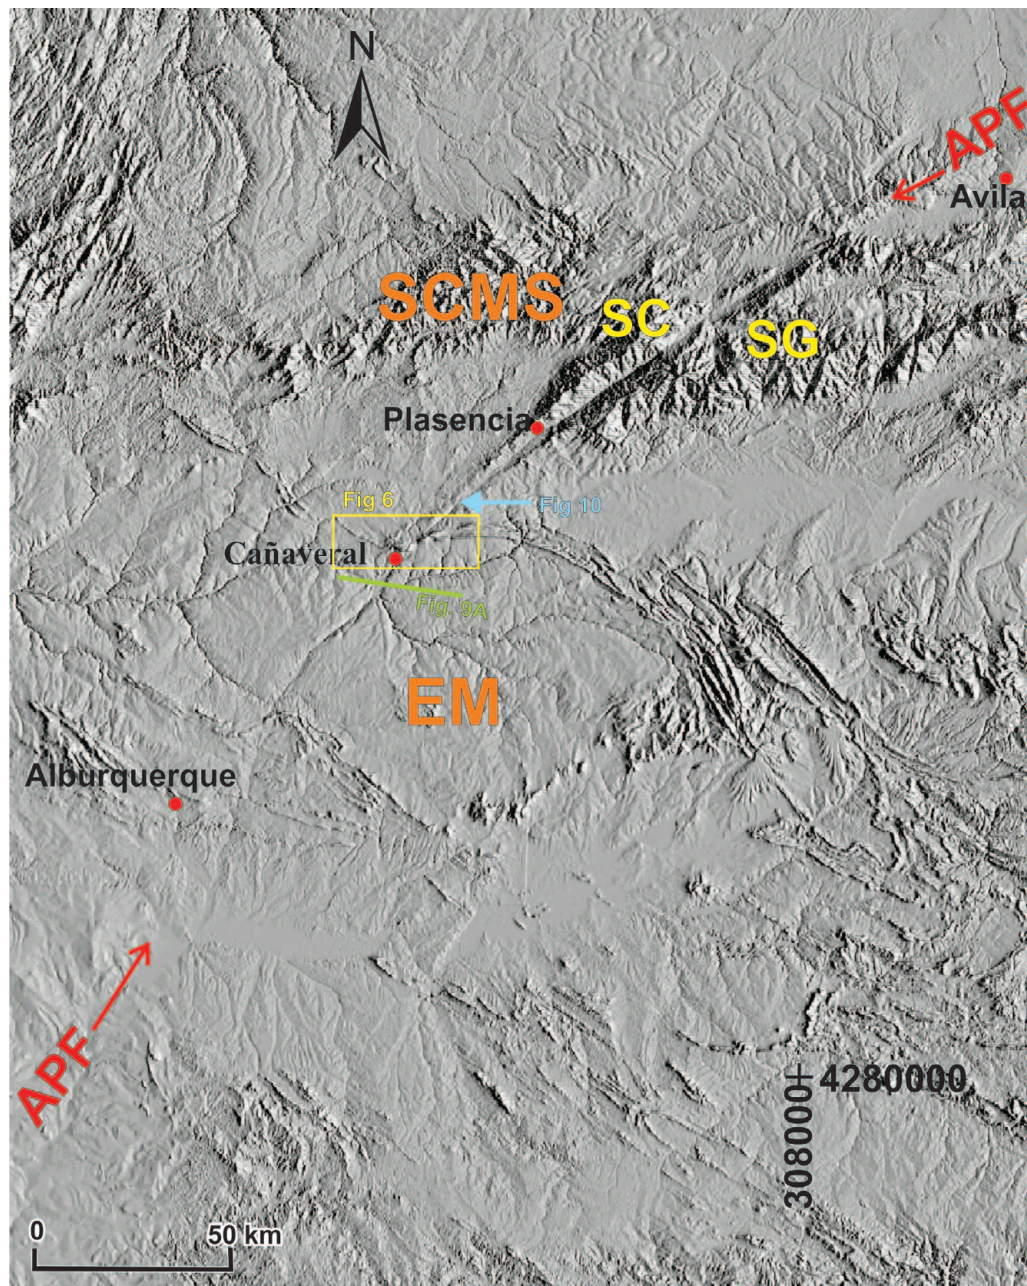 N
APF
Avila
SCMS
SC
SG
Plasencia
Fig 6
Fig 10
Cañaveral
Fig. 9A
EM
Alburquerque
APF
4280000
308000
0
50 km